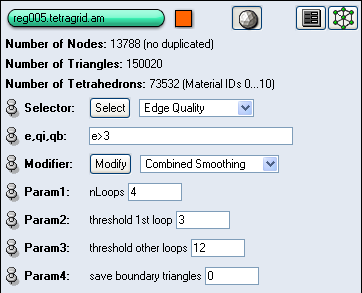 reg005.tetragrid.am
Number of Nodes: 13788 (no duplicated)
Number of Triangles: 150020
Number of Tetrahedrons: 73532 (Material IDs 0...10)
Selector: Select Edge Quality
e,qi,qb: e>3
Modifier: Modify Combined Smoothing
Param1: nLoops 4
Param2: threshold 1st loop 3
Param3: threshold other loops 12
Param4: save boundary triangles 0